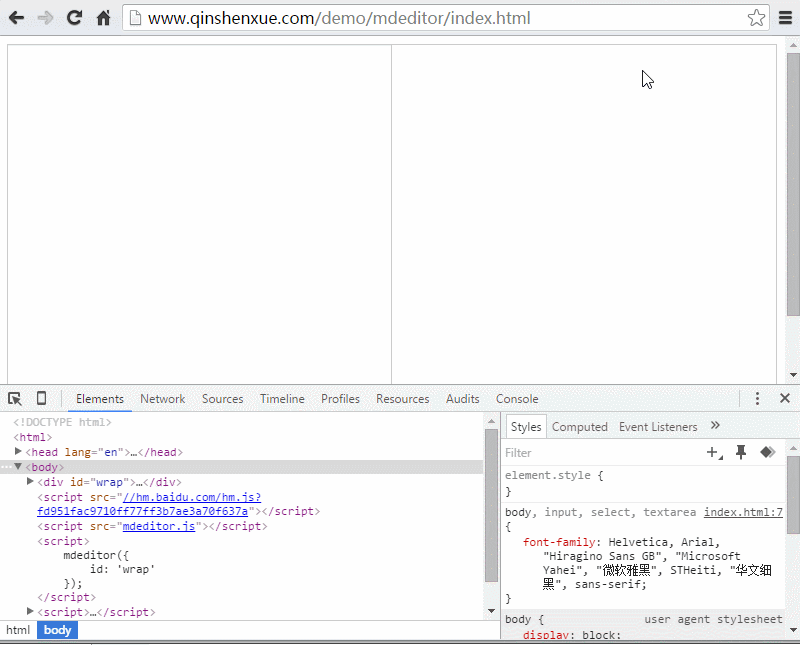 www.qinshenxue.com/demo/mdeditor/index.html
Elements Network Sources Timeline Profiles Resources Audits Console
<!DOCTYPE html>
<html>
<head lang="en">…</head>
<body>
<div id="wrap">…</div>
<script src="//hm.baidu.com/hm.js?
fd951fac9710ff77ff3b7ae3a70f637a"></script>
<script src="mdeditor.js"></script>
<script>
mdeditor({
id: 'wrap'
});
</script>
<script>…</script>
html body
Styles Computed Event Listeners »
Filter
element.style {
}
body, input, select, textarea index.html:7
{
font-family: Helvetica, Arial,
"Hiragino Sans GB", "Microsoft
Yahei", "微软雅黑", STHeiti, "华文细
黑", sans-serif;
}
body { user agent stylesheet
display: block;